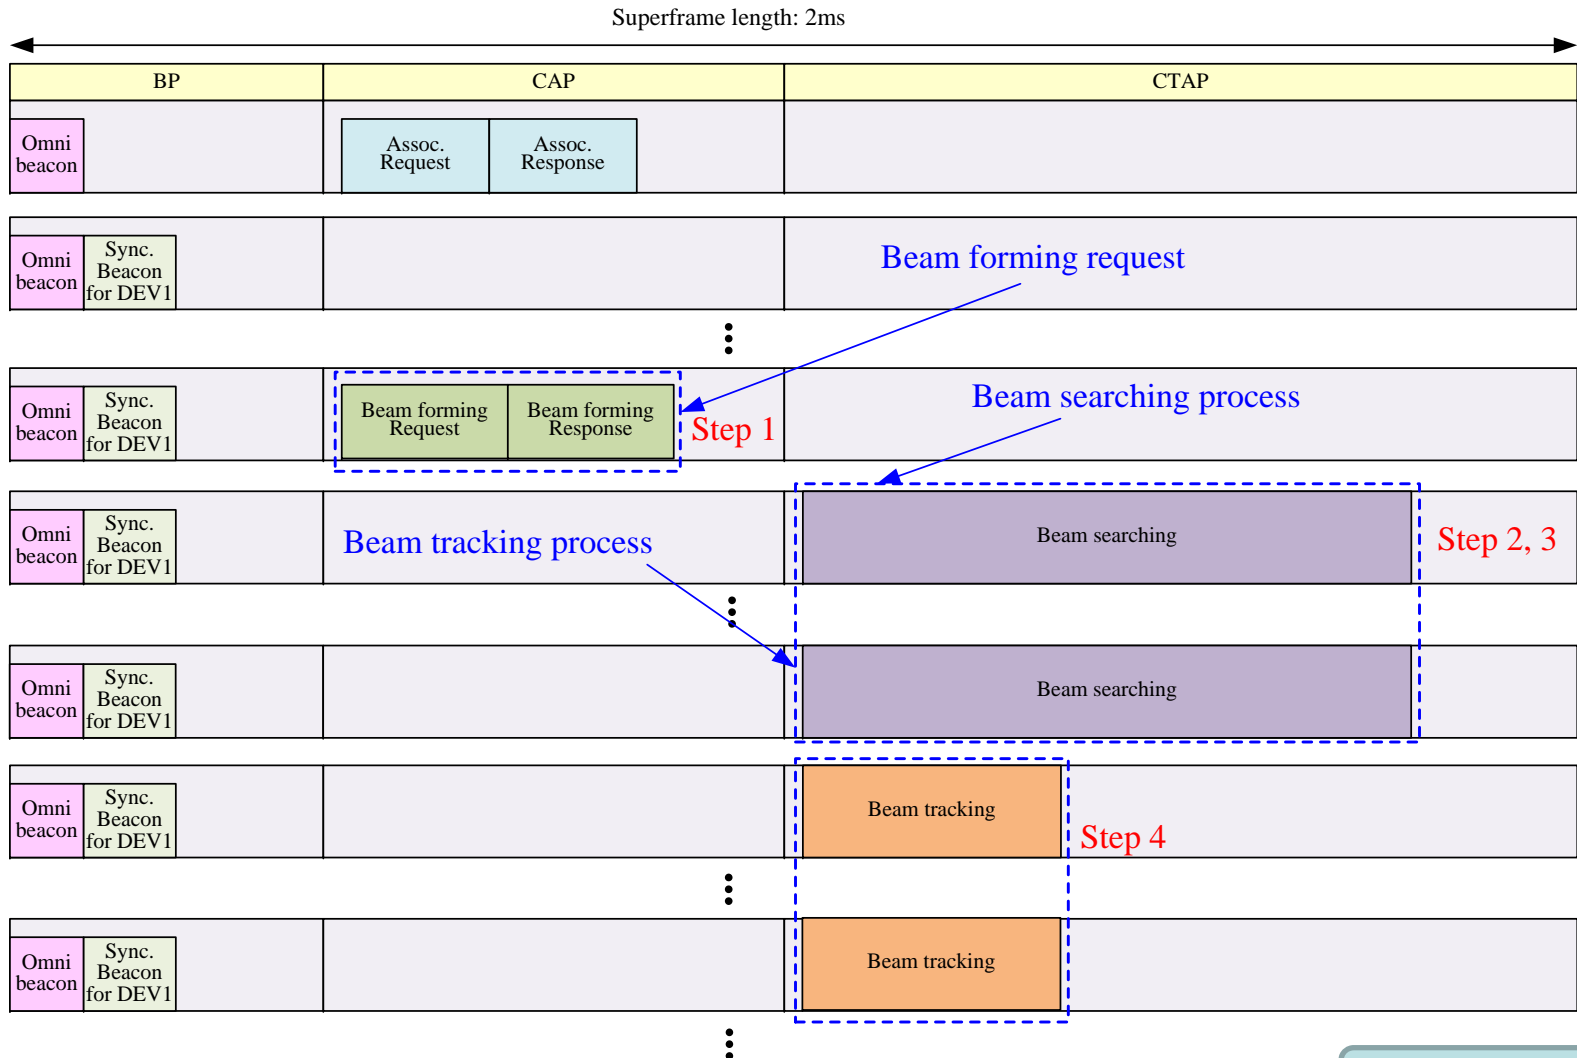 Superframe length: 2ms
BP
CAP
CTAP
Omni
beacon
Assoc.
Request
Assoc.
Response
Omni
beacon
Sync.
Beacon
for DEV1
Beam forming request
Omni
beacon
Sync.
Beacon
for DEV1
Beam forming
Request
Beam forming
Response
Step 1
Beam searching process
Omni
beacon
Sync.
Beacon
for DEV1
Beam tracking process
Beam searching
Step 2, 3
Omni
beacon
Sync.
Beacon
for DEV1
Beam searching
Omni
beacon
Sync.
Beacon
for DEV1
Beam tracking
Step 4
Omni
beacon
Sync.
Beacon
for DEV1
Beam tracking